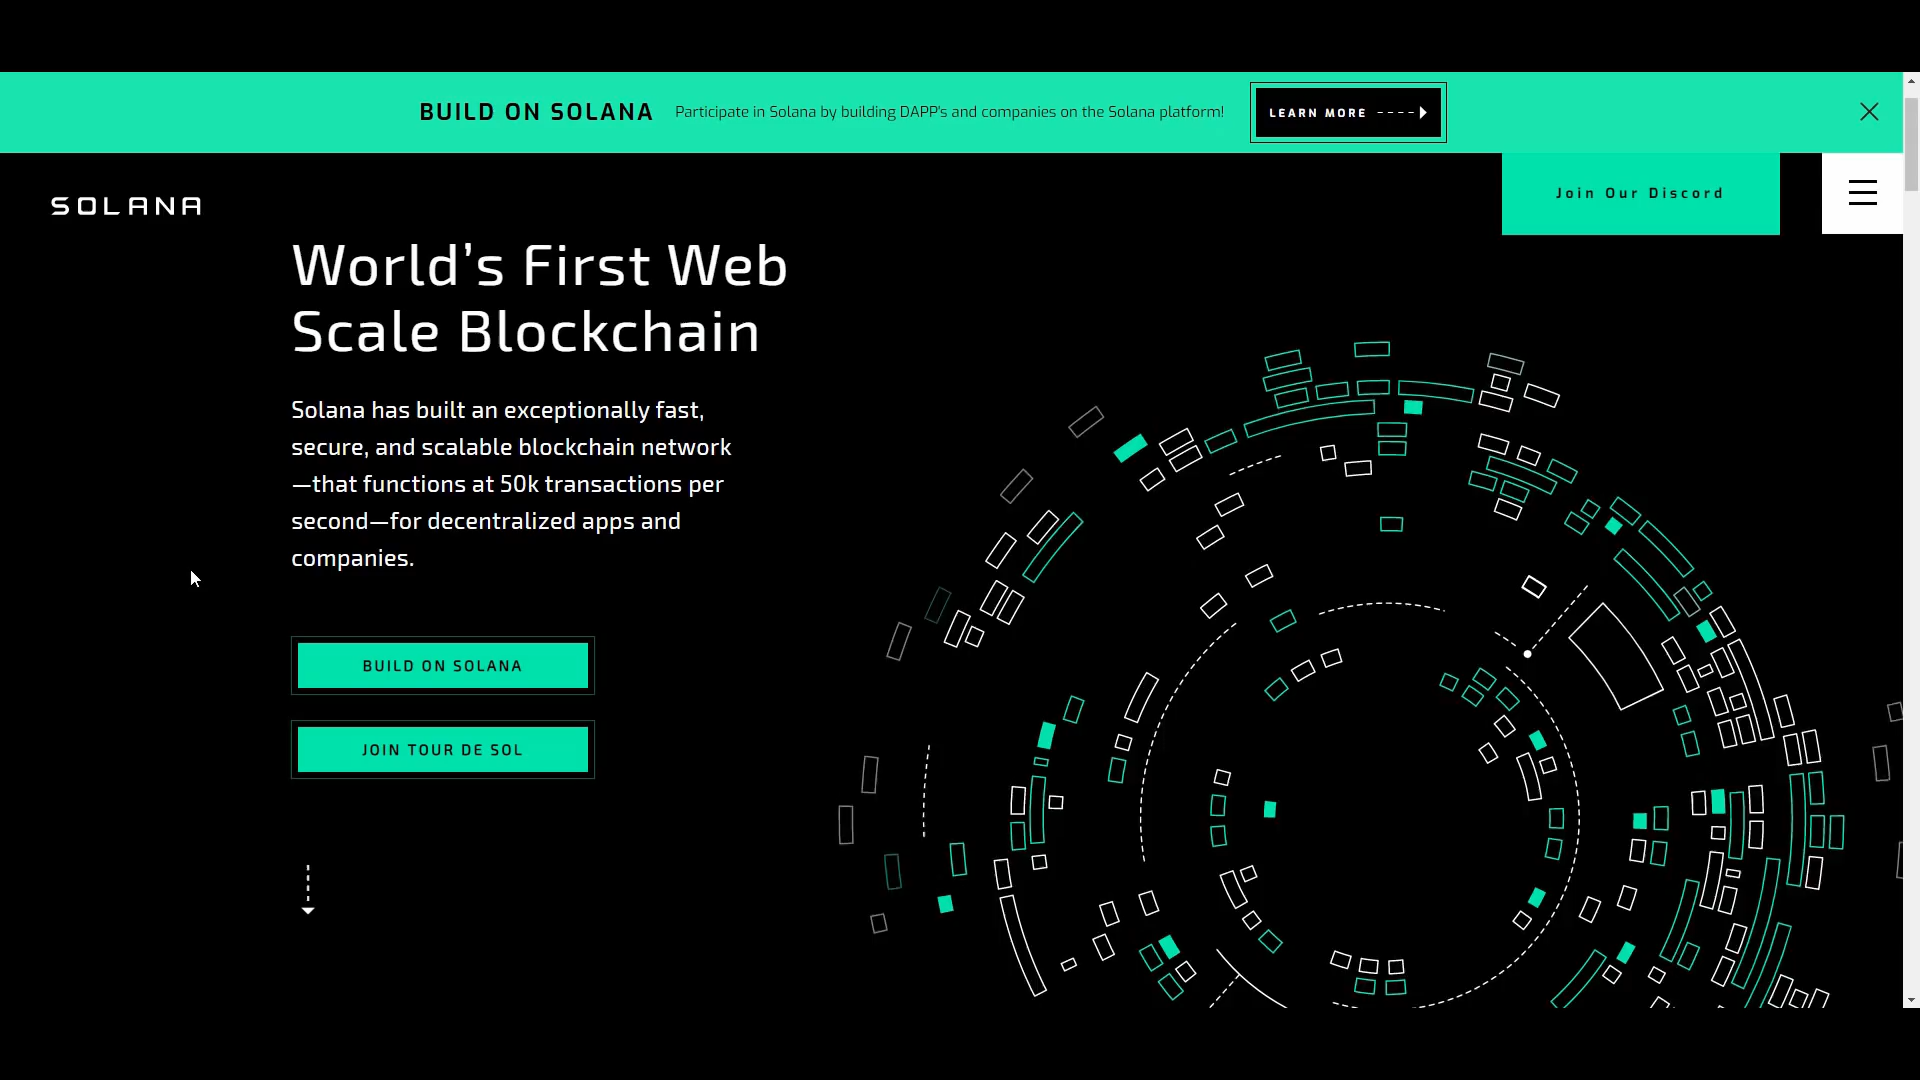 BUILD ON SOLANA Participate in Solana by building DAPP's and companies on the Solana platform! LEARN MORE
SOLANA
Join Our Discord
World’s First Web
Scale Blockchain
Solana has built an exceptionally fast,
secure, and scalable blockchain network
—that functions at 50k transactions per
second—for decentralized apps and
companies.
BUILD ON SOLANA
JOIN TOUR DE SOL